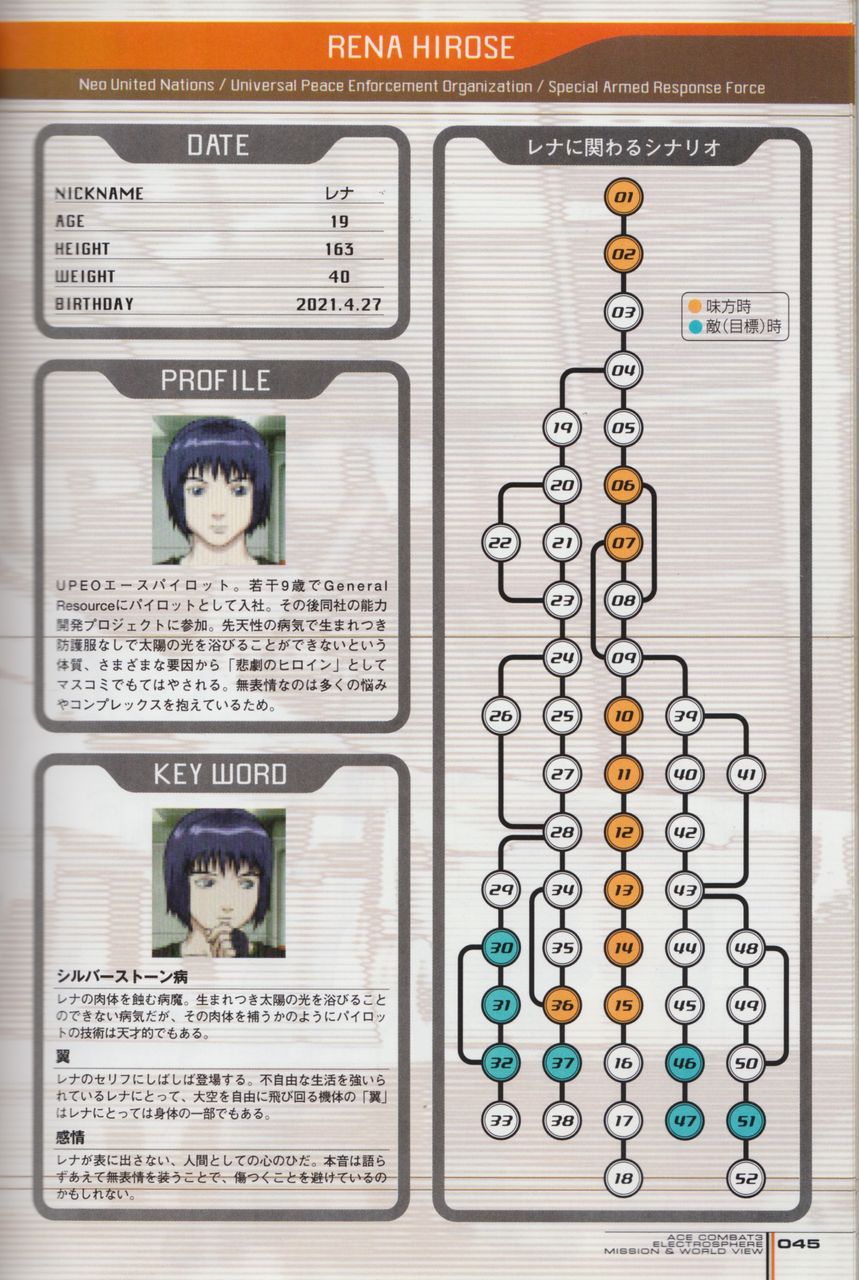 RENA HIROSE
Neo United Nations / Universal Peace Enforcement Organization / Special Armed Response Force
DATE
NICKNAME レナ
AGE 19
HEIGHT 163
WEIGHT 40
BIRTHDAY 2021.4.27
PROFILE
UPEOエースパイロット。若干9歳でGeneral
Resourceにパイロットとして入社。その後同社の能力
開発プロジェクトに参加。先天性の病気で生まれつき
防護服なしで太陽の光を浴びることができないという
体質、さまざまな要因から「悲劇のヒロイン」として
マスコミでもてはやされる。無表情なのは多くの悩み
やコンプレックスを抱えているため。
KEY WORD
シルバーストーン病
レナの肉体を蝕む病魔。生まれつき太陽の光を浴びること
のできない病気だが、その肉体を補うかのようにパイロッ
トの技術は天才的でもある。
翼
レナのセリフにしばしば登場する。不自由な生活を強いら
れているレナにとって、大空を自由に飛び回る機体の「翼」
はレナにとっては身体の一部でもある。
感情
レナが表に出さない、人間としての心のひだ。本音は語ら
ずあえて無表情を装うことで、傷つくことを避けているの
かもしれない。
レナに関わるシナリオ
01
02
味方時
03
敵(目標)時
04
19 05
20 06
22 21 07
23 08
24 09
26 25 10 39
27 11 40 41
28 12 42
29 34 13 43
30 35 14 44 48
31 36 15 45 49
32 37 16 46 50
33 38 17 47 51
18 52
ACE COMBAT3
ELECTROSPHERE
MISSION & WORLD VIEW
045